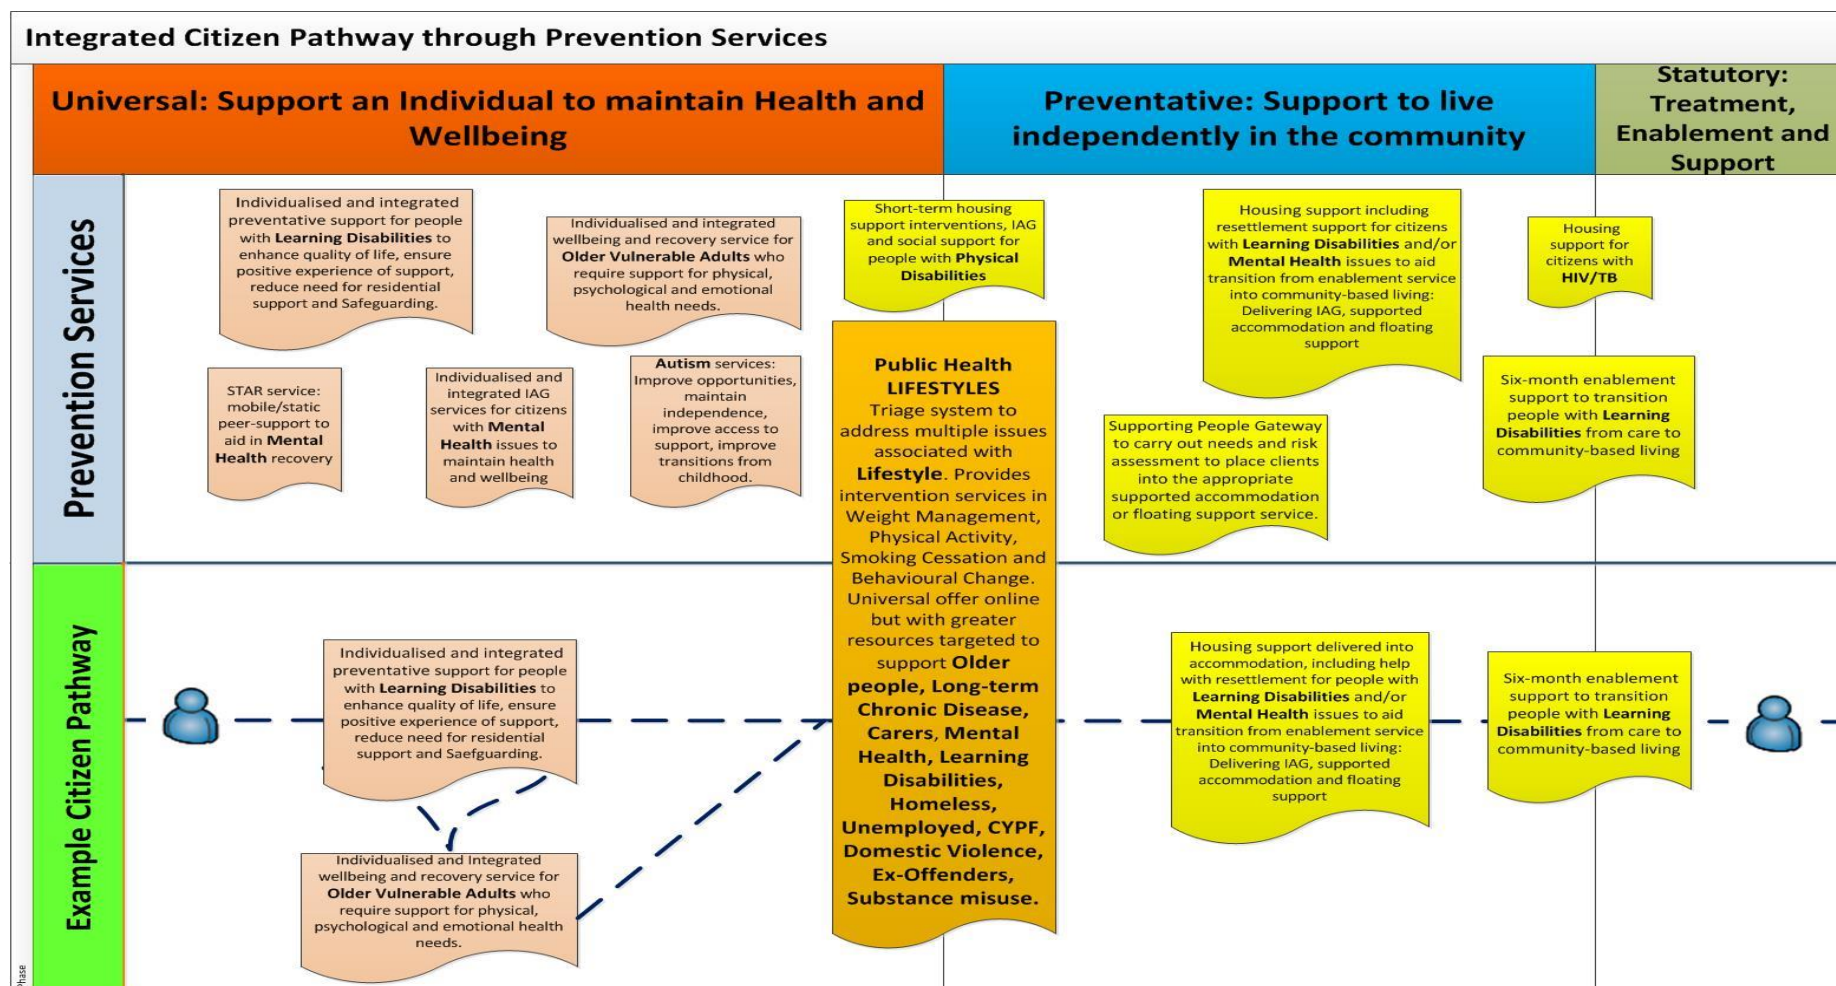 Integrated Citizen Pathway through Prevention Services
Universal: Support an Individual to maintain Health and
Wellbeing
Preventative: Support to live
independently in the community
Statutory:
Treatment,
Enablement and
Support
Prevention Services
Individualised and integrated
preventative support for people
with Learning Disabilities to
enhance quality of life, ensure
positive experience of support,
reduce need for residential
support and Safeguarding.
Individualised and integrated
wellbeing and recovery service for
Older Vulnerable Adults who
require support for physical,
psychological and emotional
health needs.
Short-term housing
support interventions, IAG
and social support for
people with Physical
Disabilities
Housing support including
resettlement support for citizens
with Learning Disabilities and/or
Mental Health issues to aid
transition from enablement service
into community-based living:
Delivering IAG, supported
accommodation and floating
support
Housing
support for
citizens with
HIV/TB
STAR service:
mobile/static
peer-support to
aid in Mental
Health recovery
Individualised and
integrated IAG
services for citizens
with Mental
Health issues to
maintain health
and wellbeing
Autism services:
Improve opportunities,
maintain
independence,
improve access to
support, improve
transitions from
childhood.
Public Health
LIFESTYLES
Triage system to
address multiple issues
associated with
Lifestyle. Provides
intervention services in
Weight Management,
Physical Activity,
Smoking Cessation and
Behavioural Change.
Universal offer online
but with greater
resources targeted to
support Older
people, Long-term
Chronic Disease,
Carers, Mental
Health, Learning
Disabilities,
Homeless,
Unemployed, CYPF,
Domestic Violence,
Ex-Offenders,
Substance misuse.
Supporting People Gateway
to carry out needs and risk
assessment to place clients
into the appropriate
supported accommodation
or floating support service.
Six-month enablement
support to transition
people with Learning
Disabilities from care to
community-based living
Example Citizen Pathway
Individualised and integrated
preventative support for people
with Learning Disabilities to
enhance quality of life, ensure
positive experience of support,
reduce need for residential
support and Saefguarding.
Individualised and Integrated
wellbeing and recovery service for
Older Vulnerable Adults who
require support for physical,
psychological and emotional health
needs.
Housing support delivered into
accommodation, including help
with resettlement for people with
Learning Disabilities and/or
Mental Health issues to aid
transition from enablement service
into community-based living:
Delivering IAG, supported
accommodation and floating
support
Six-month enablement
support to transition
people with Learning
Disabilities from care to
community-based living
Phase